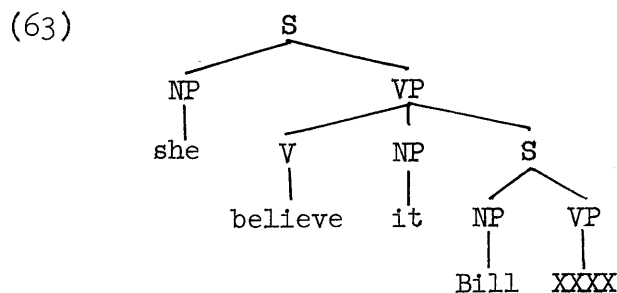 (63) S
NP VP
she V NP S
believe it NP VP
Bill XXXX